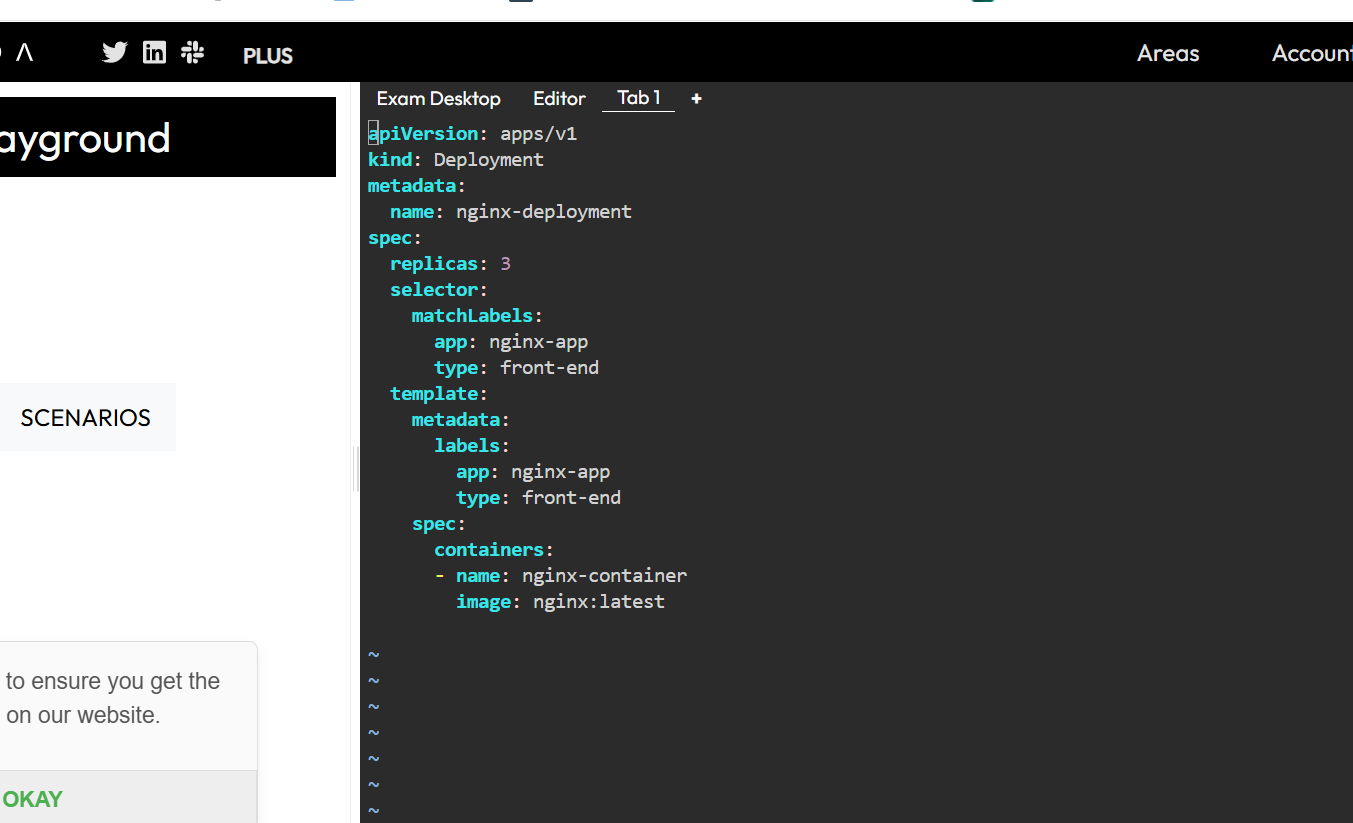 PLUS
Areas
Account
ayground
Exam Desktop Editor Tab 1 +
apiVersion: apps/v1
kind: Deployment
metadata:
  name: nginx-deployment
spec:
  replicas: 3
  selector:
    matchLabels:
      app: nginx-app
      type: front-end
  template:
    metadata:
      labels:
        app: nginx-app
        type: front-end
    spec:
      containers:
      - name: nginx-container
        image: nginx:latest
~
~
~
~
~
~
~
SCENARIOS
to ensure you get the
on our website.
OKAY